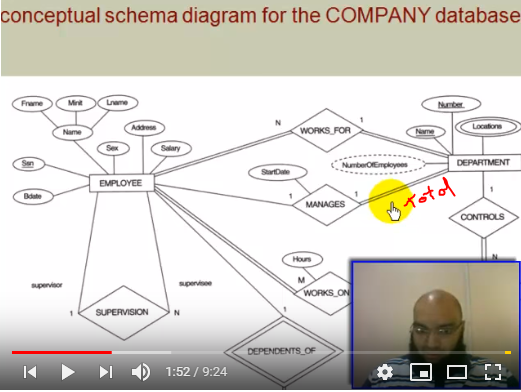 conceptual schema diagram for the COMPANY database
Fname
Minit
Lname
Number
Name
Address
N
WORKS_FOR
1
Name
Locations
Sex
Salary
Ssn
StartDate
NumberOfEmployees
DEPARTMENT
EMPLOYEE
total
1
1
1
Bdate
MANAGES
CONTROLS
Hours
N
M
supervisor
supervisee
WORKS_ON
1
SUPERVISION
N
1
DEPENDENTS_OF
1:52 / 9:24